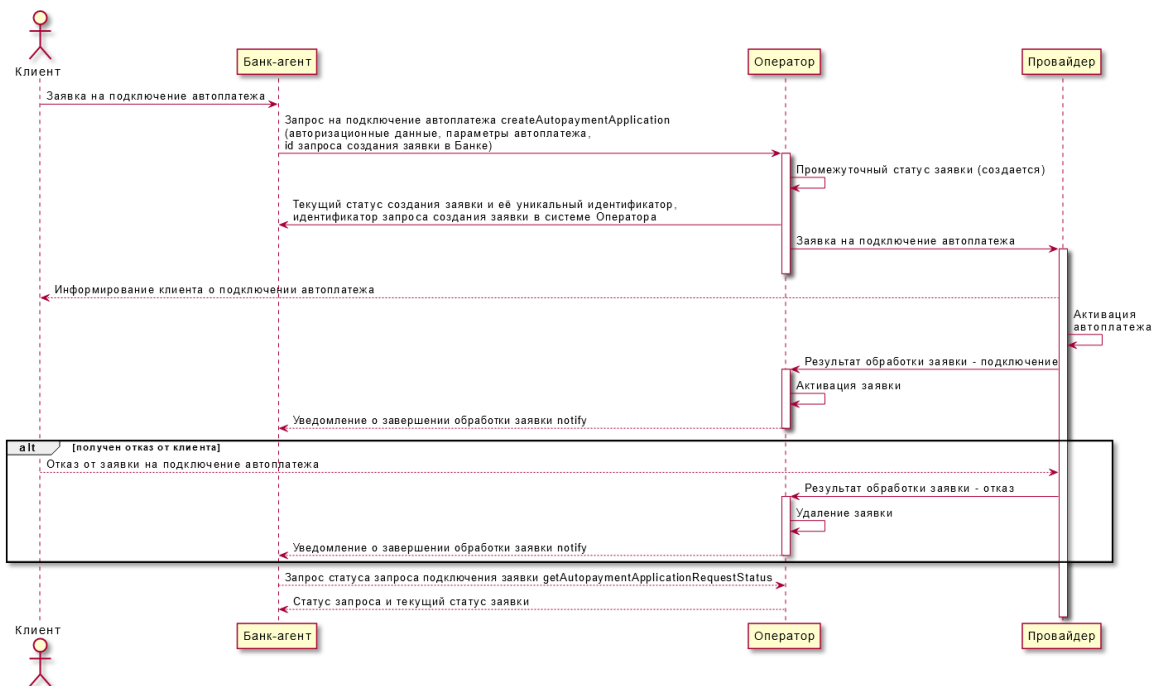 Клиент
Банк-агент
Оператор
Провайдер
Заявка на подключение автоплатежа
Запрос на подключение автоплатежа createAutopaymentApplication
(авторизационные данные, параметры автоплатежа,
id запроса создания заявки в Банке)
Промежуточный статус заявки (создается)
Текущий статус создания заявки и её уникальный идентификатор,
идентификатор запроса создания заявки в системе Оператора
Заявка на подключение автоплатежа
Информирование клиента о подключении автоплатежа
Активация
автоплатежа
Результат обработки заявки - подключение
Активация заявки
Уведомление о завершении обработки заявки notify
alt [получен отказ от клиента]
Отказ от заявки на подключение автоплатежа
Результат обработки заявки - отказ
Удаление заявки
Уведомление о завершении обработки заявки notify
Запрос статуса запроса подключения заявки getAutopaymentApplicationRequestStatus
Статус запроса и текущий статус заявки
Клиент
Банк-агент
Оператор
Провайдер